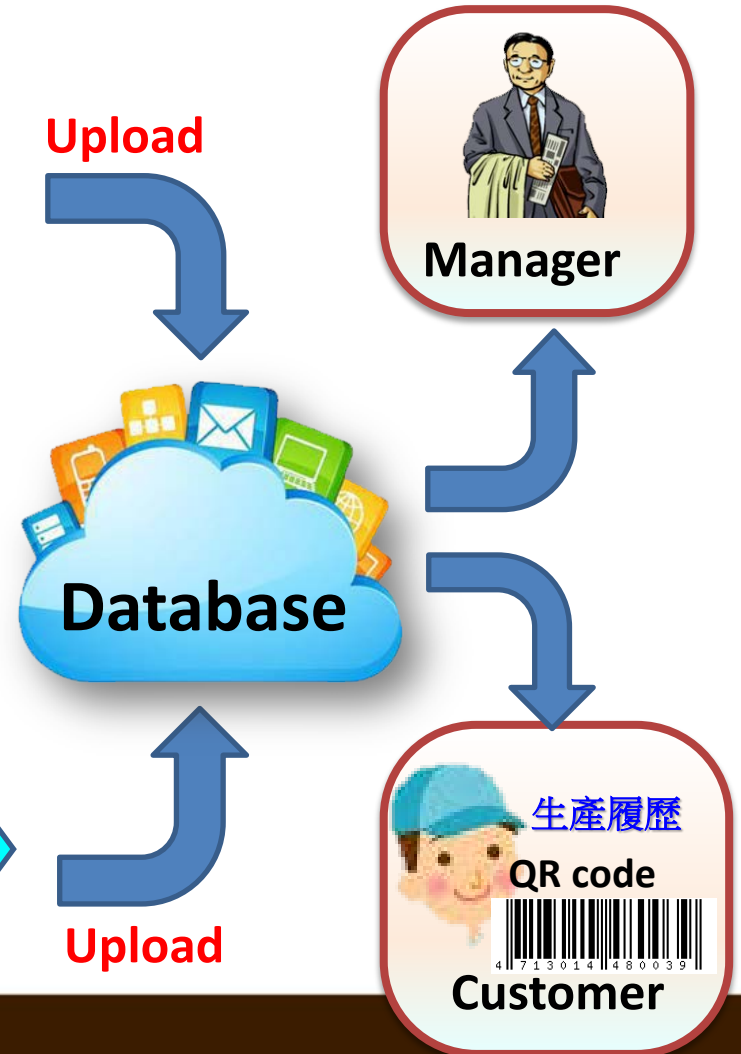 Upload
Manager
Database
生產履歷
QR code
4 713014 480039
Customer
Upload